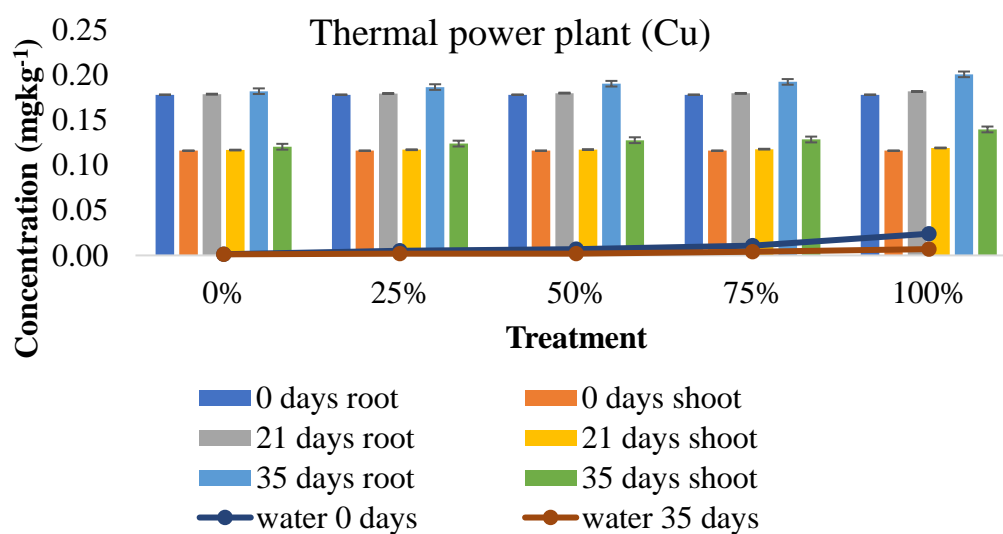 Thermal power plant (Cu)
Concentration (mgkg⁻¹)
0.25
0.20
0.15
0.10
0.05
0.00
0% 25% 50% 75% 100%
Treatment
0 days root 0 days shoot
21 days root 21 days shoot
35 days root 35 days shoot
water 0 days water 35 days